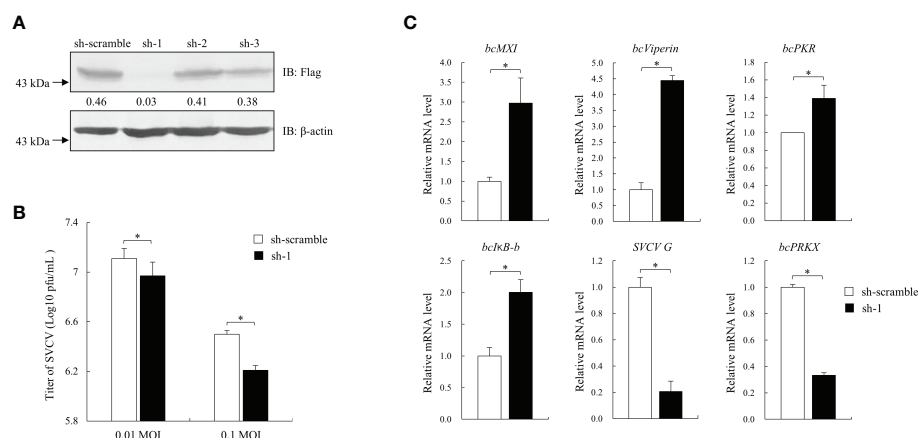 A
sh-scramble sh-1 sh-2 sh-3
IB: Flag
43 kDa
0.46 0.03 0.41 0.38
IB: β-actin
43 kDa
B
Titer of SVCV (Log10 pfu/mL )
7.4
7
6.6
6.2
5.8
*
*
0.01 MOI
0.1 MOI
sh-scramble
sh-1
C
bcMXI
Relative mRNA level
4.0
3.5
3.0
2.5
2.0
1.5
1.0
0.5
0.0
*
bcViperin
Relative mRNA level
5.0
4.5
4.0
3.5
3.0
2.5
2.0
1.5
1.0
0.5
0.0
*
bcPKR
Relative mRNA level
1.8
1.6
1.4
1.2
1.0
0.8
0.6
0.4
0.2
0.0
*
bcIκB-b
Relative mRNA level
2.5
2.0
1.5
1.0
0.5
0.0
*
SVCV G
Relative mRNA level
1.2
1.0
0.8
0.6
0.4
0.2
0.0
*
bcPRKX
Relative mRNA level
1.2
1.0
0.8
0.6
0.4
0.2
0.0
*
sh-scramble
sh-1